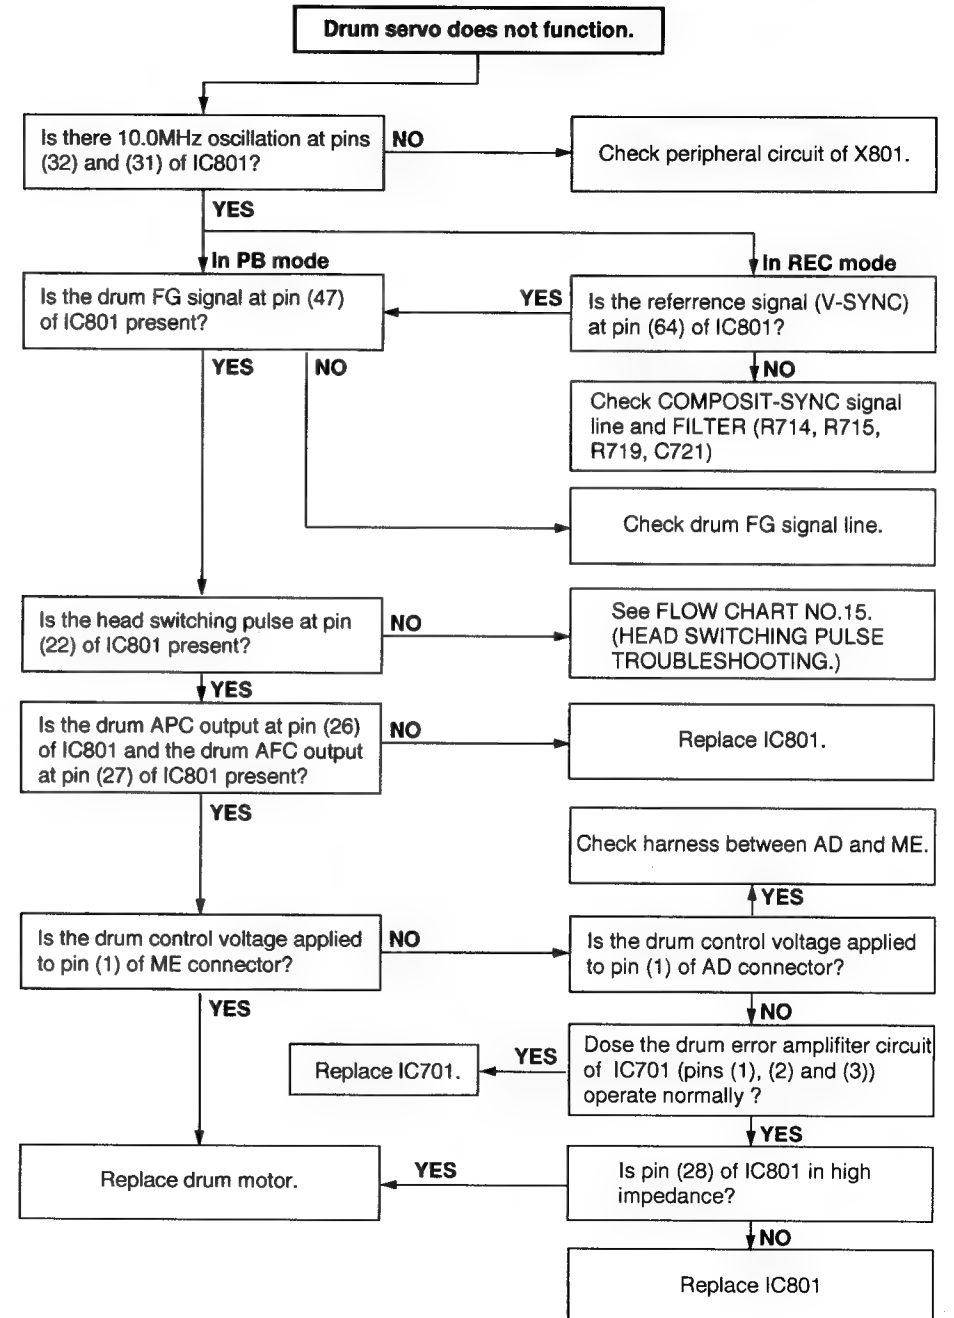 Drum servo does not function.
Is there 10.0MHz oscillation at pins
(32) and (31) of IC801?
NO
Check peripheral circuit of X801.
YES
In PB mode
In REC mode
Is the drum FG signal at pin (47)
of IC801 present?
YES
Is the referrence signal (V-SYNC)
at pin (64) of IC801?
YES
NO
NO
Check COMPOSIT-SYNC signal
line and FILTER (R714, R715,
R719, C721)
Check drum FG signal line.
Is the head switching pulse at pin
(22) of IC801 present?
NO
See FLOW CHART NO.15.
(HEAD SWITCHING PULSE
TROUBLESHOOTING.)
YES
Is the drum APC output at pin (26)
of IC801 and the drum AFC output
at pin (27) of IC801 present?
NO
Replace IC801.
YES
Check harness between AD and ME.
YES
Is the drum control voltage applied
to pin (1) of ME connector?
NO
Is the drum control voltage applied
to pin (1) of AD connector?
YES
NO
Replace IC701.
YES
Dose the drum error amplifiter circuit
of IC701 (pins (1), (2) and (3))
operate normally ?
YES
Replace drum motor.
YES
Is pin (28) of IC801 in high
impedance?
NO
Replace IC801